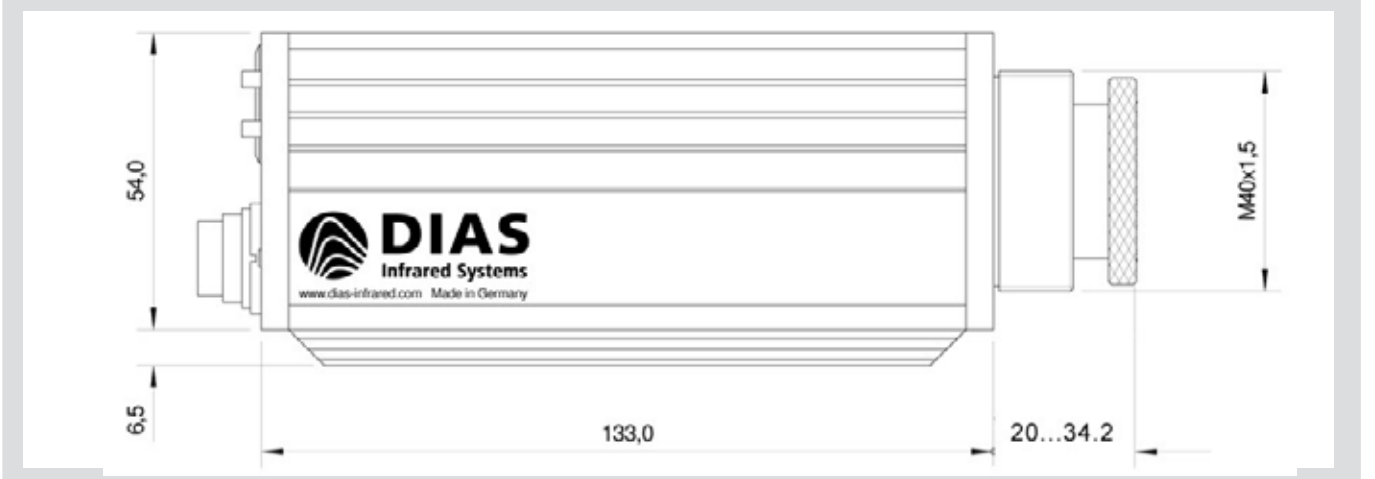 54,0
M40x1,5
DIAS
Infrared Systems
www.dias-infrared.com Made in Germany
6,5
133,0
20...34.2